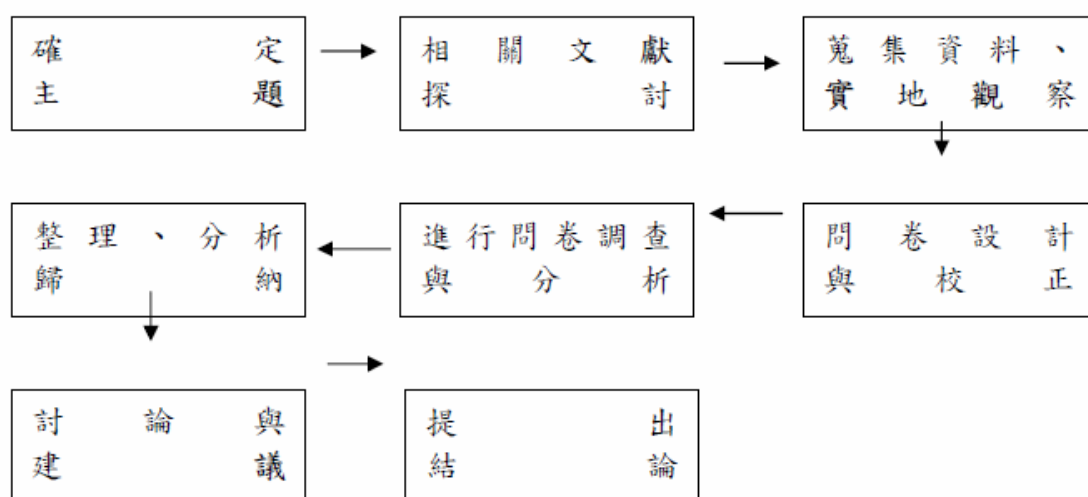 確定
主題
相關文獻
探討
蒐集資料、
實地觀察
問卷設計
與校正
進行問卷調查
與分析
整理、分析
歸納
討論與
建議
提出
結論